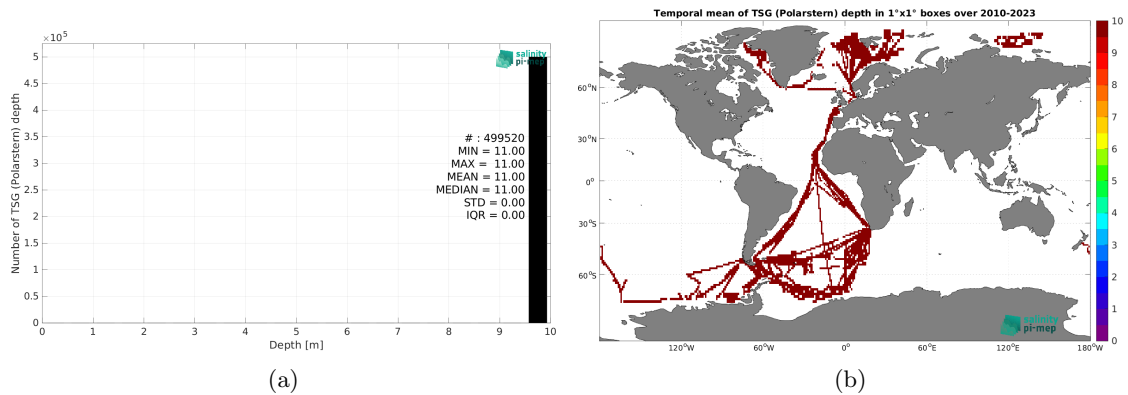 ×10⁵
5
4.5
4
3.5
3
2.5
2
1.5
1
0.5
0
Number of TSG (Polarstern) depth
salinity
pi-mep
# : 499520
MIN = 11.00
MAX = 11.00
MEAN = 11.00
MEDIAN = 11.00
STD = 0.00
IQR = 0.00
0 1 2 3 4 5 6 7 8 9 10
Depth [m]
(a)
Temporal mean of TSG (Polarstern) depth in 1°x1° boxes over 2010-2023
60°N
30°N
0°
30°S
60°S
120°W 60°W 0° 60°E 120°E 180°W
salinity
pi-mep
10
9
8
7
6
5
4
3
2
1
0
(b)